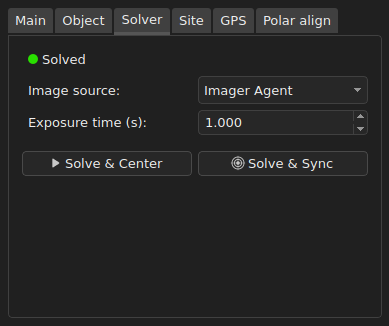 Main Object Solver Site GPS Polar align
Solved
Image source: Imager Agent
Exposure time (s): 1.000
Solve & Center Solve & Sync